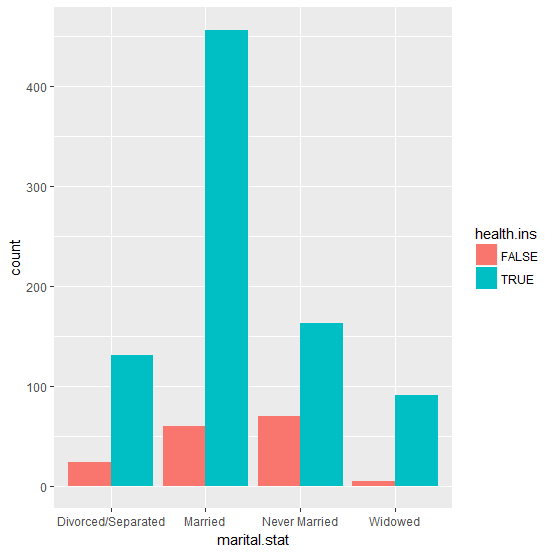 400
300
200
100
0
count
Divorced/Separated Married Never Married Widowed
marital.stat
health.ins
FALSE
TRUE